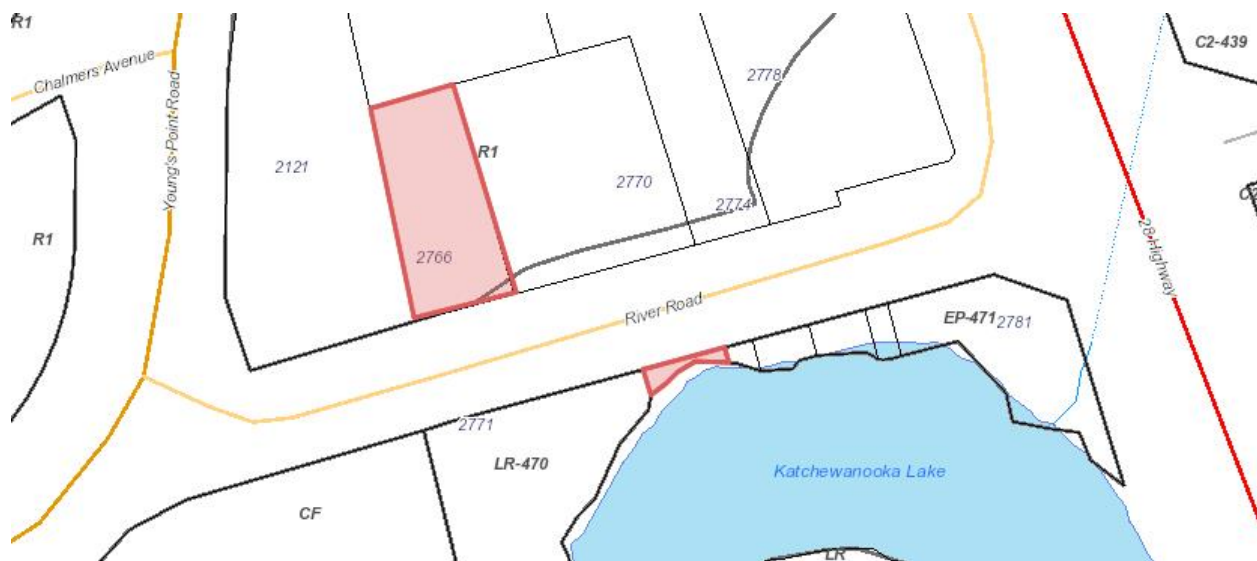 R1
C2-439
Chalmers Avenue
2778
Young's Point Road
R1
2121
2770
2774
R1
2766
28 Highway
River Road
EP-471
2781
2771
LR-470
Katchewanooka Lake
CF
LR